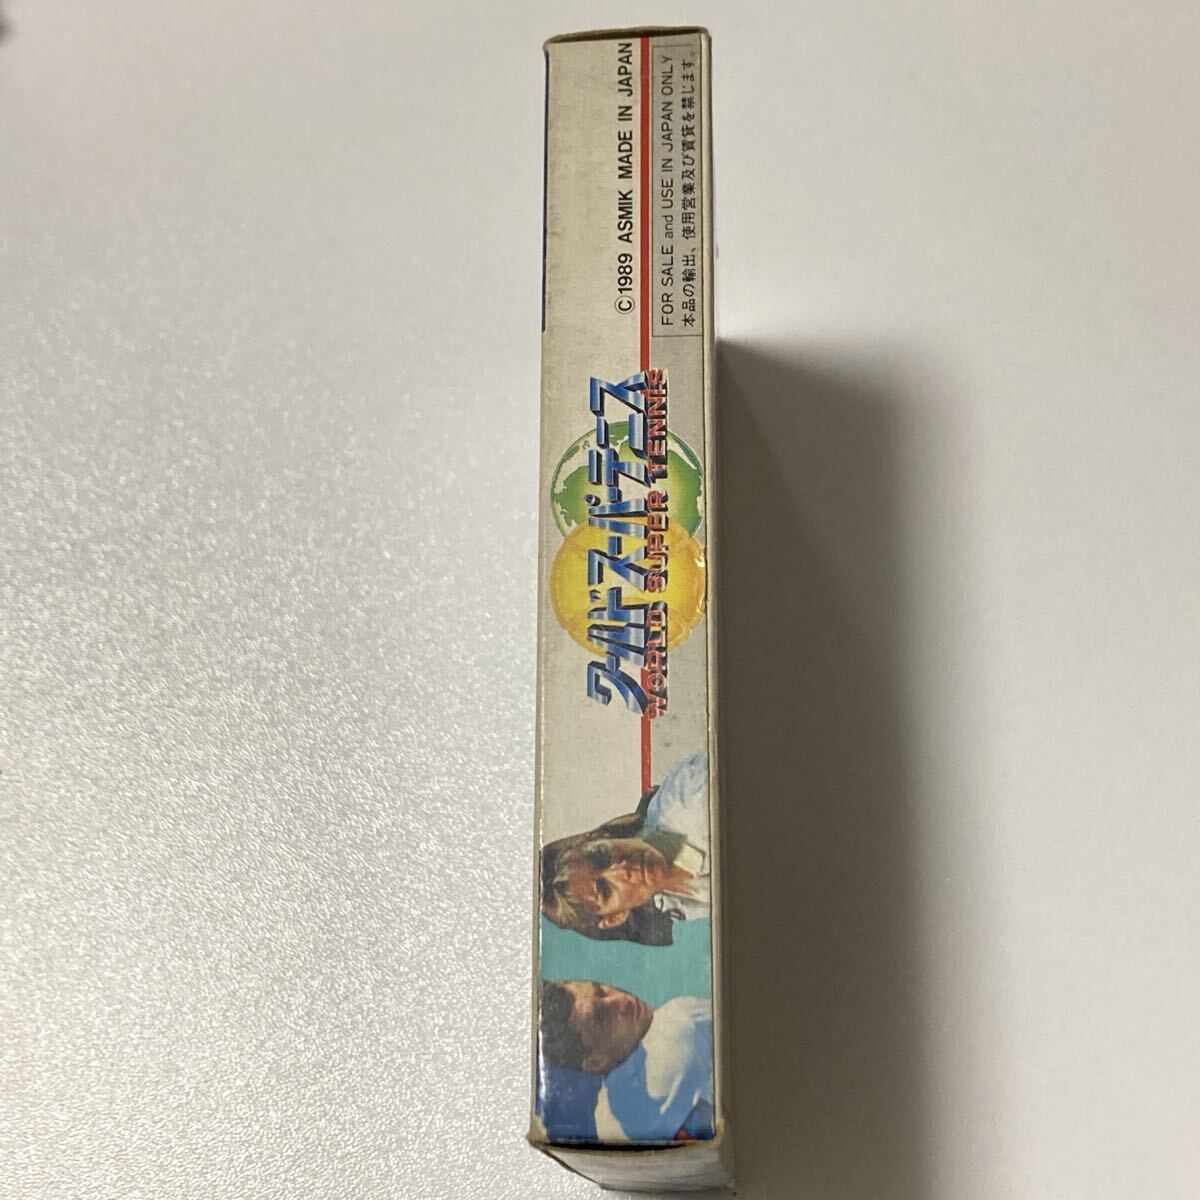 ワールドスーパーテニス
WORLD SUPER TENNIS
©1989 ASMIK MADE IN JAPAN
FOR SALE and USE IN JAPAN ONLY
本品の輸出、使用営業及び賃貸を禁じます。